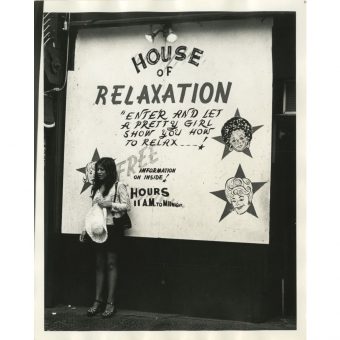 HOUSE
OF
RELAXATION
"ENTER AND LET
A PRETTY GIRL
SHOW YOU HOW
TO RELAX---!
FREE
INFORMATION
ON INSIDE!
HOURS
11 A.M. TO MIDNIGHT